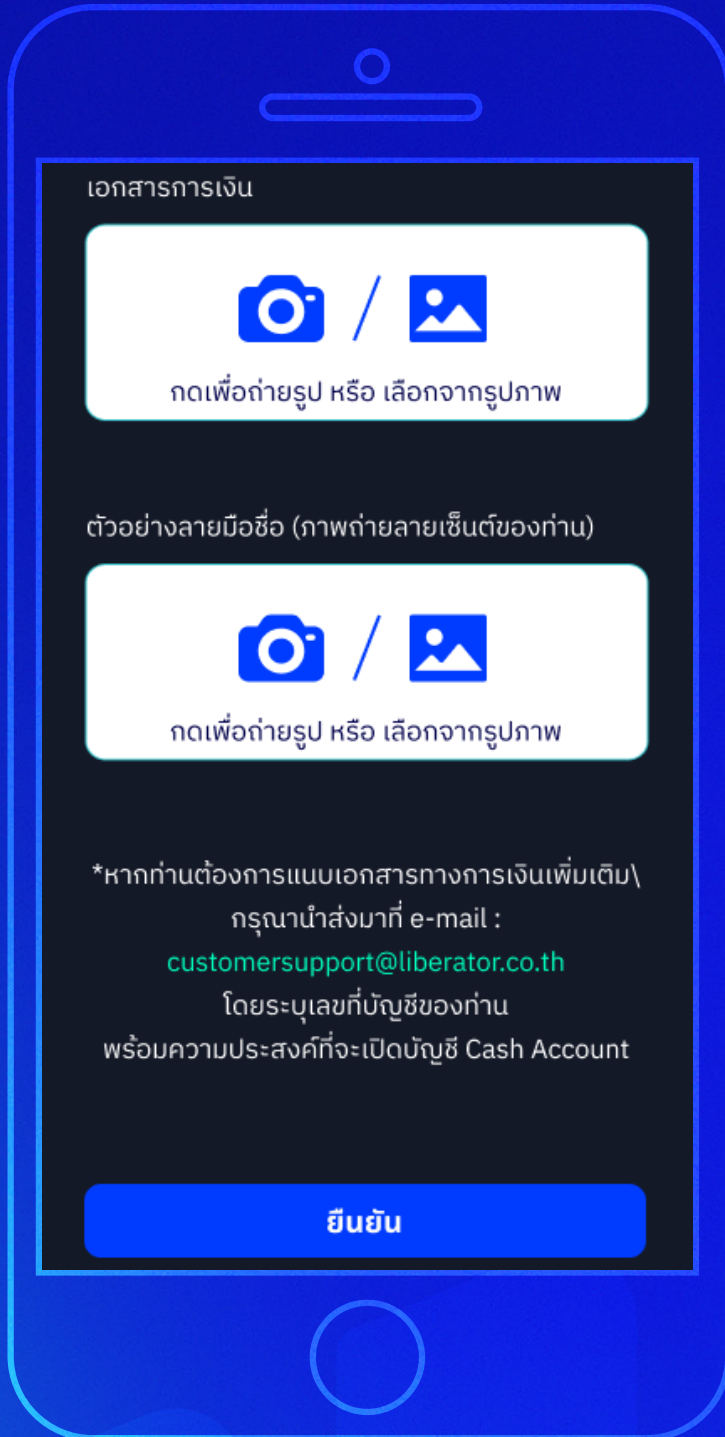 เอกสารการเงิน
กดเพื่อถ่ายรูป หรือ เลือกจากรูปภาพ
ตัวอย่างลายมือชื่อ (ภาพถ่ายลายเซ็นต์ของท่าน)
กดเพื่อถ่ายรูป หรือ เลือกจากรูปภาพ
*หากท่านต้องการแนบเอกสารทางการเงินเพิ่มเติม\
กรุณานำส่งมาที่ e-mail :
customersupport@liberator.co.th
โดยระบุเลขที่บัญชีของท่าน
พร้อมความประสงค์ที่จะเปิดบัญชี Cash Account
ยืนยัน